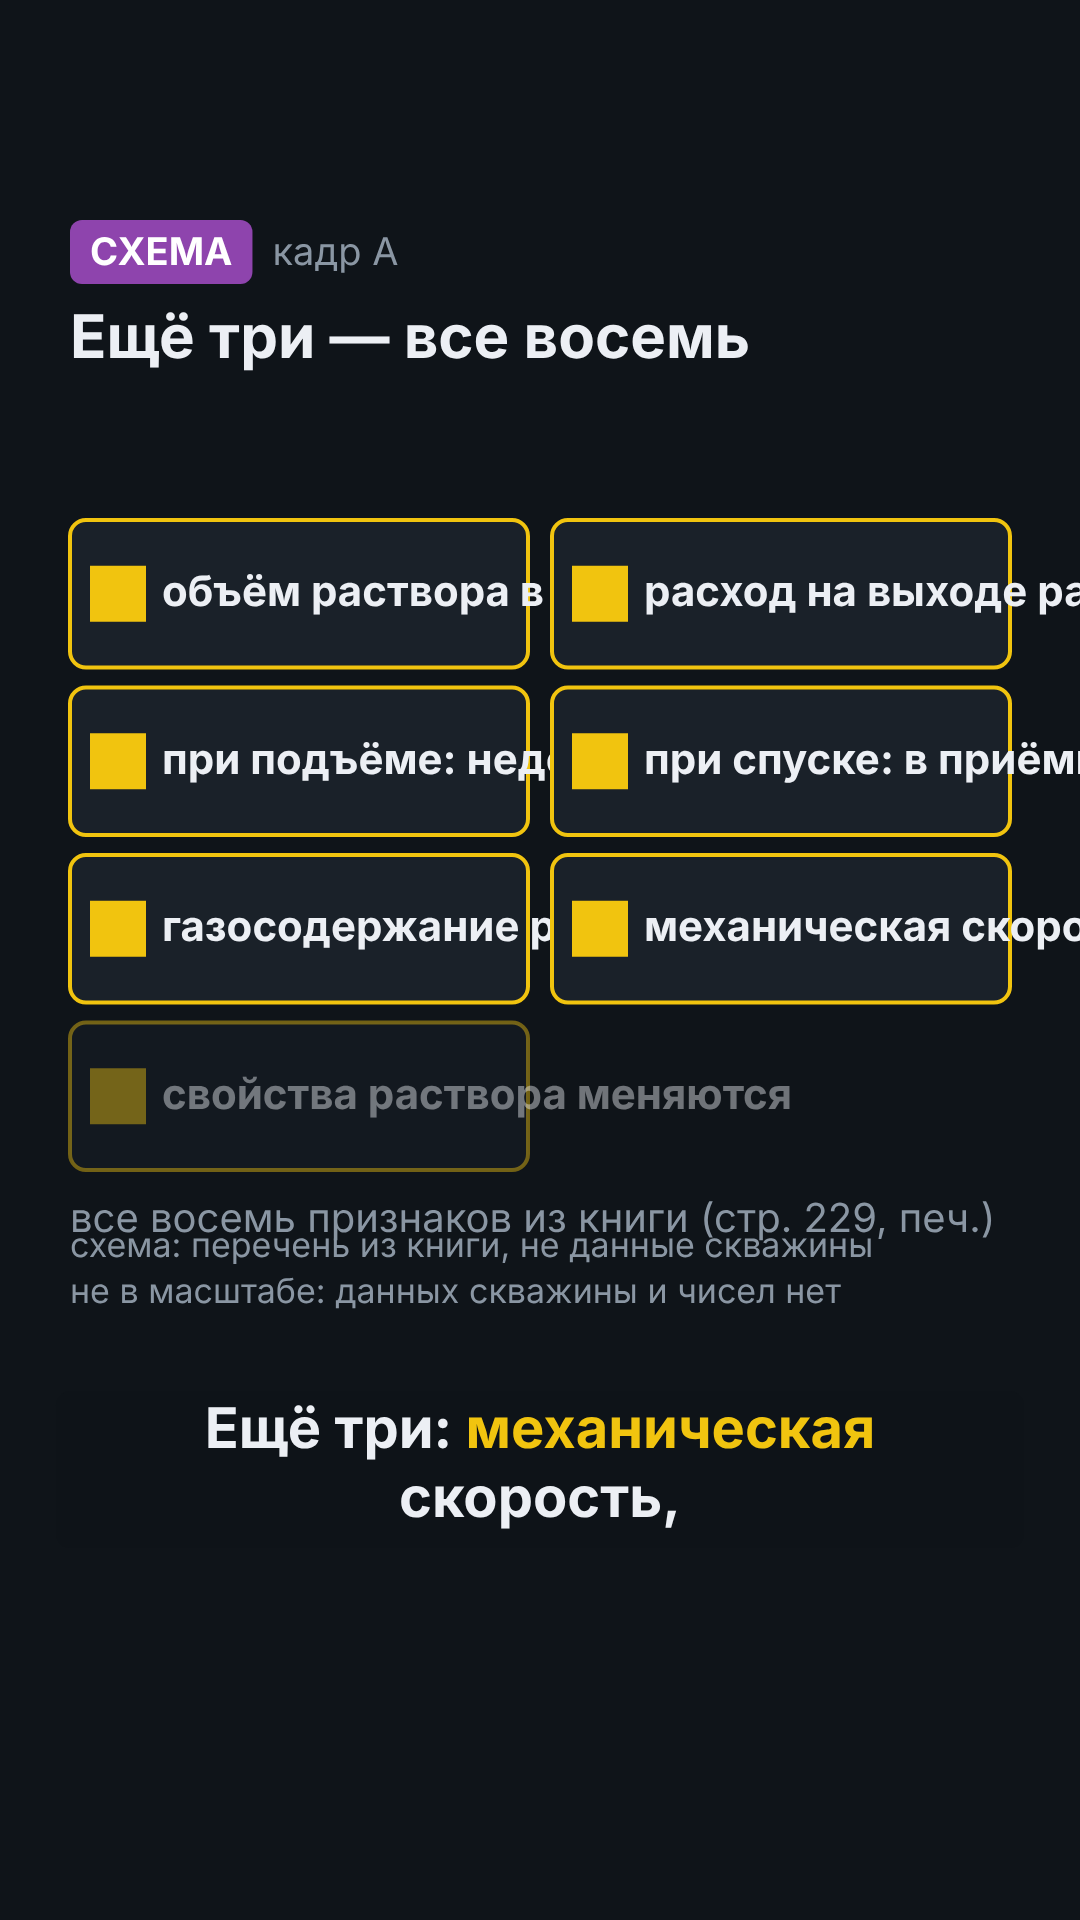 СХЕМА кадр А
Ещё три — все восемь
объём раствора в
расход на выходе ра
при подъёме: недо
при спуске: в приём
газосодержание р
механическая скоро
свойства раствора меняются
все восемь признаков из книги (стр. 229, печ.)
схема: перечень из книги, не данные скважины
не в масштабе: данных скважины и чисел нет
Ещё три: механическая
скорость,